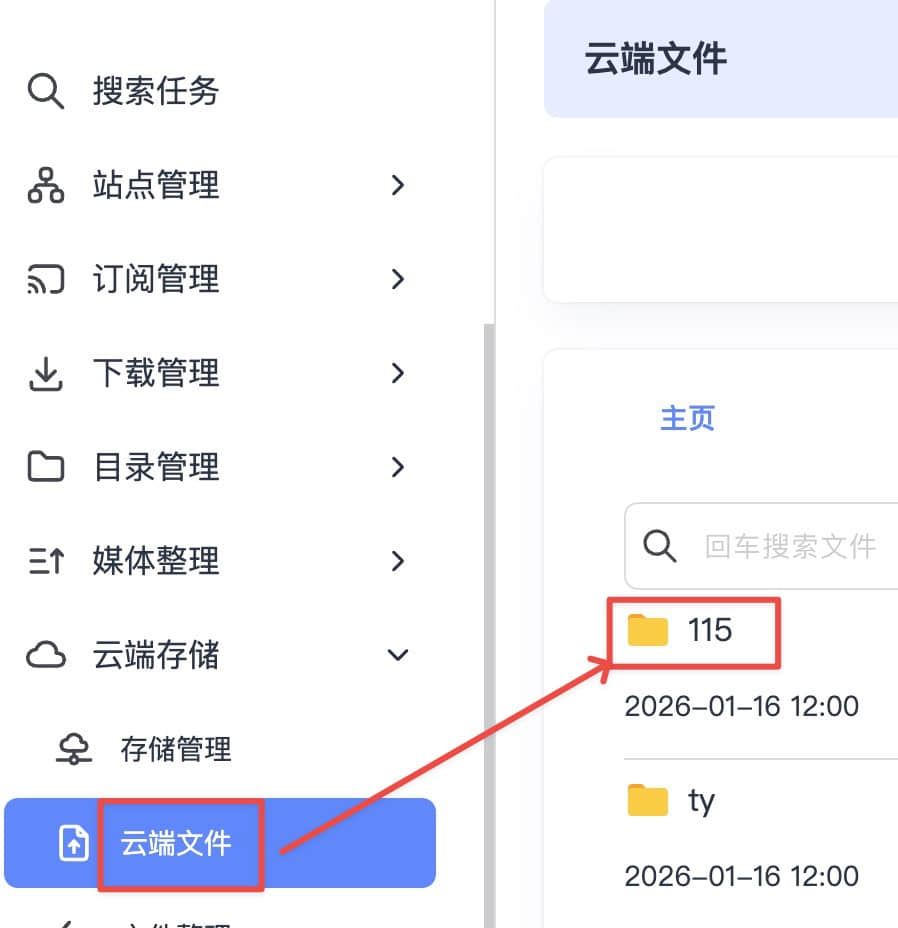 搜索任务
站点管理
订阅管理
下载管理
目录管理
媒体整理
云端存储
存储管理
云端文件
云端文件
主页
回车搜索文件
115
2026-01-16 12:00
ty
2026-01-16 12:00